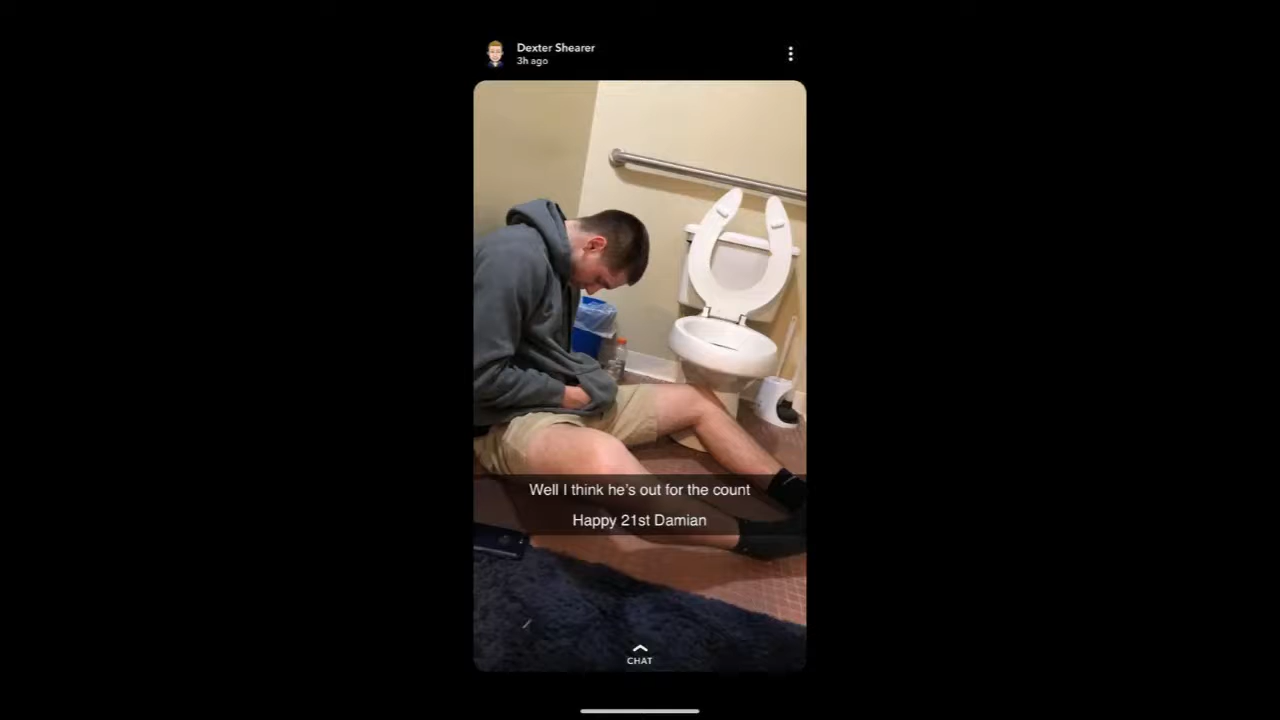 Dexter Shearer
3h ago
Well I think he's out for the count
Happy 21st Damian
CHAT